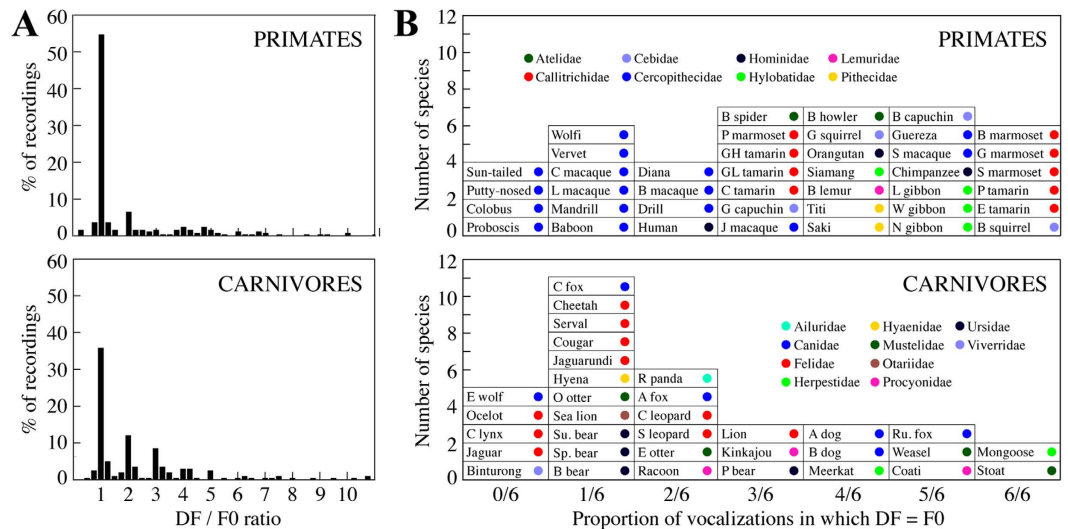 A
60
50
40
30
20
10
0
% of recordings
PRIMATES
60
50
40
30
20
10
0
% of recordings
CARNIVORES
1 2 3 4 5 6 7 8 9 10
DF / F0 ratio
B
12
10
8
6
4
2
0
Number of species
PRIMATES
Atelidae Cebidae Hominidae Lemuridae
Callitrichidae Cercopithecidae Hylobatidae Pithecidae
B spider B howler B capuchin
Wolfi P marmoset G squirrel Guereza B marmoset
Vervet GH tamarin Orangutan S macaque G marmoset
Sun-tailed C macaque Diana GL tamarin Siamang Chimpanzee S marmoset
Putty-nosed L macaque B macaque C tamarin B lemur L gibbon P tamarin
Colobus Mandrill Drill G capuchin Titi W gibbon E tamarin
Proboscis Baboon Human J macaque Saki N gibbon B squirrel
12
10
8
6
4
2
0
Number of species
CARNIVORES
Ailuridae Hyaenidae Ursidae
Canidae Mustelidae Viverridae
Felidae Otariidae
Herpestidae Procyonidae
C fox
Cheetah
Serval
Cougar
Jaguarundi
Hyena R panda
E wolf O otter A fox
Ocelot Sea lion C leopard
C lynx Su. bear S leopard Lion A dog Ru. fox
Jaguar Sp. bear E otter Kinkajou B dog Weasel Mongoose
Binturong B bear Racoon P bear Meerkat Coati Stoat
0/6 1/6 2/6 3/6 4/6 5/6 6/6
Proportion of vocalizations in which DF = F0